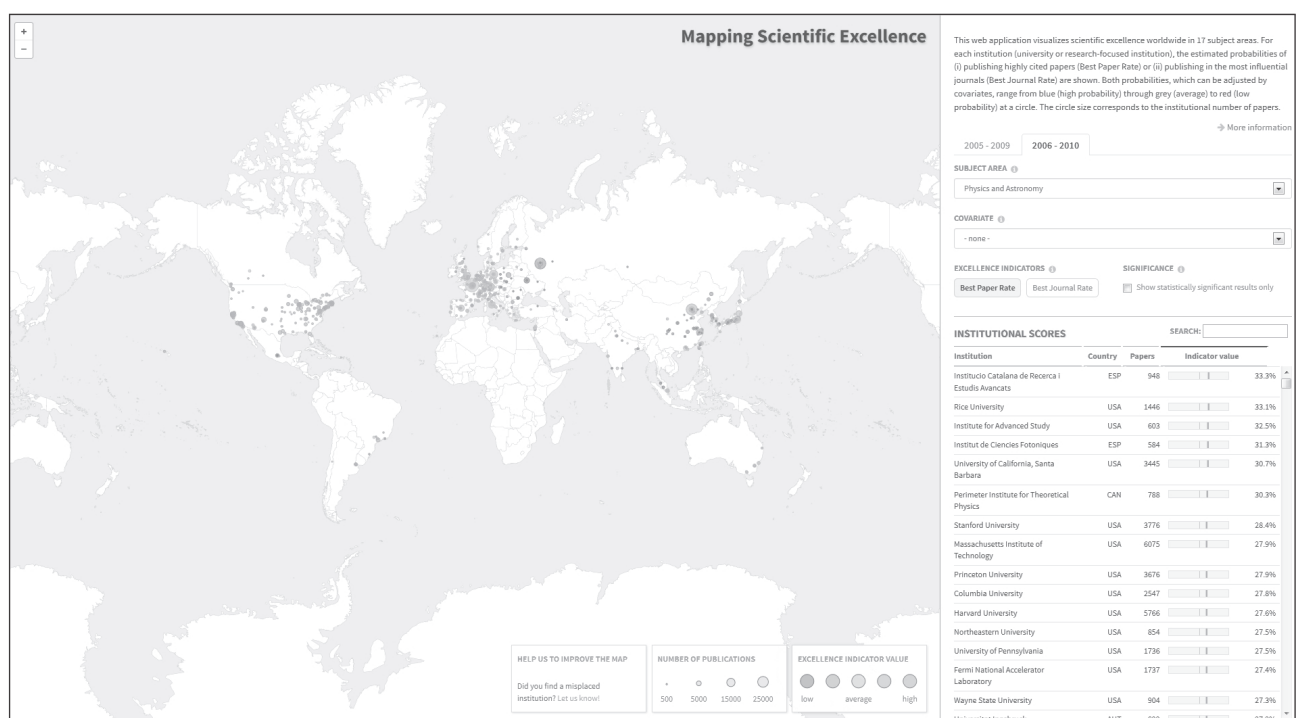 +
−
Mapping Scientific Excellence
This web application visualizes scientific excellence worldwide in 17 subject areas. For
each institution (university or research-focused institution), the estimated probabilities of
(i) publishing highly cited papers (Best Paper Rate) or (ii) publishing in the most influential
journals (Best Journal Rate) are shown. Both probabilities, which can be adjusted by
covariates, range from blue (high probability) through grey (average) to red (low
probability) at a circle. The circle size corresponds to the institutional number of papers.
→ More information
2005 - 2009 2006 - 2010
SUBJECT AREA i
Physics and Astronomy
COVARIATE i
- none -
EXCELLENCE INDICATORS i SIGNIFICANCE i
Best Paper Rate Best Journal Rate Show statistically significant results only
INSTITUTIONAL SCORES SEARCH:
Institution Country Papers Indicator value
Institucio Catalana de Recerca i ESP 948 33.3%
Estudis Avancats
Rice University USA 1446 33.1%
Institute for Advanced Study USA 603 32.5%
Institut de Ciencies Fotoniques ESP 584 31.3%
University of California, Santa USA 3445 30.7%
Barbara
Perimeter Institute for Theoretical CAN 788 30.3%
Physics
Stanford University USA 3776 28.4%
Massachusetts Institute of USA 6075 27.9%
Technology
Princeton University USA 3676 27.9%
Columbia University USA 2547 27.8%
Harvard University USA 5766 27.6%
Northeastern University USA 854 27.5%
University of Pennsylvania USA 1736 27.5%
Fermi National Accelerator USA 1737 27.4%
Laboratory
Wayne State University USA 904 27.3%
HELP US TO IMPROVE THE MAP
Did you find a misplaced
institution? Let us know!
NUMBER OF PUBLICATIONS
500 5000 15000 25000
EXCELLENCE INDICATOR VALUE
low average high